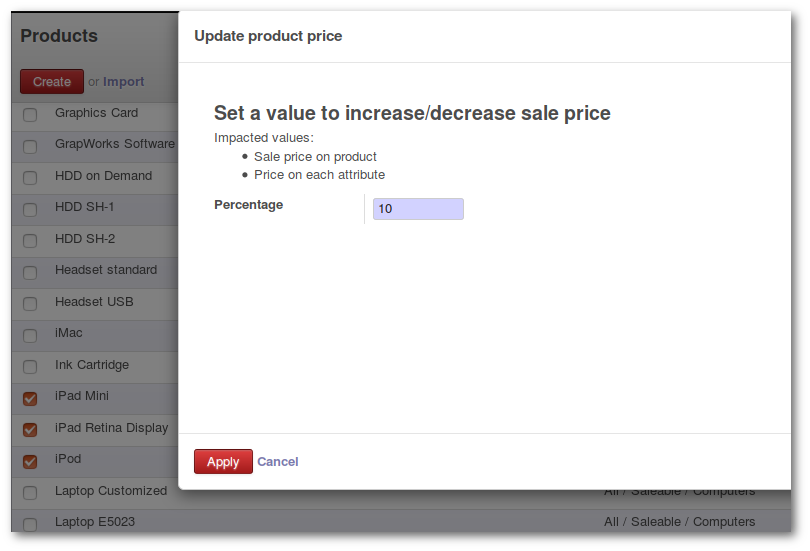 Products
Create or Import
Graphics Card
GrapWorks Software
HDD on Demand
HDD SH-1
HDD SH-2
Headset standard
Headset USB
iMac
Ink Cartridge
iPad Mini
iPad Retina Display
iPod
Laptop Customized
All / Saleable / Computers
Laptop E5023
All / Saleable / Computers
Update product price
Set a value to increase/decrease sale price
Impacted values:
Sale price on product
Price on each attribute
Percentage 10
Apply Cancel